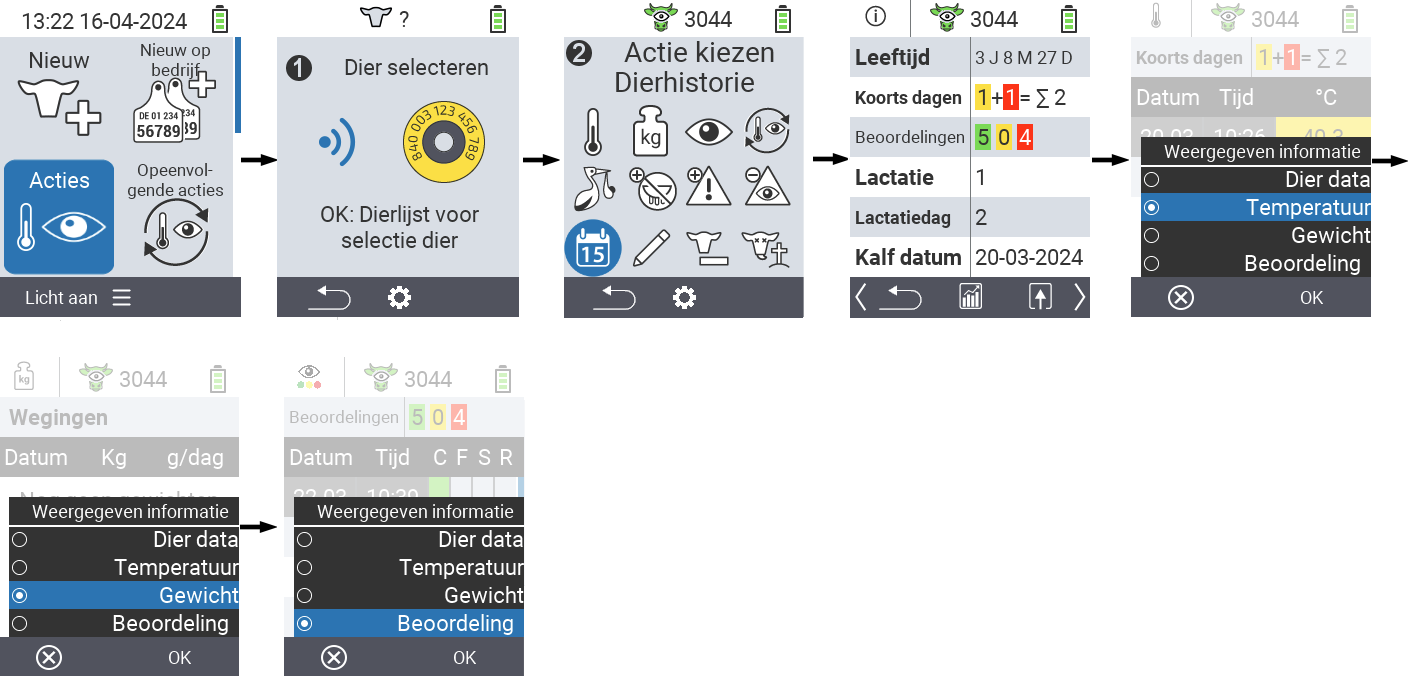 13:22 16-04-2024
Nieuw
Nieuw op
bedrijf
DE 01 234
56789
234
89
Acties
Opeenvol-
gende acties
Licht aan
?
1
Dier selecteren
840 003 123 456 789
OK: Dierlijst voor
selectie dier
3044
2
Actie kiezen
Dierhistorie
kg
15
3044
Leeftijd 3 J 8 M 27 D
Koorts dagen 1+1= ∑ 2
Beoordelingen 5 0 4
Lactatie 1
Lactatiedag 2
Kalf datum 20-03-2024
3044
Koorts dagen 1+1= ∑ 2
Datum Tijd °C
20.03 10:26 40.3
Weergegeven informatie
Dier data
Temperatuur
Gewicht
Beoordeling
OK
kg
3044
Wegingen
Datum Kg g/dag
Nog geen gewichten
Weergegeven informatie
Dier data
Temperatuur
Gewicht
Beoordeling
OK
3044
Beoordelingen 5 0 4
Datum Tijd C F S R
22.03 10:39
Weergegeven informatie
Dier data
Temperatuur
Gewicht
Beoordeling
OK